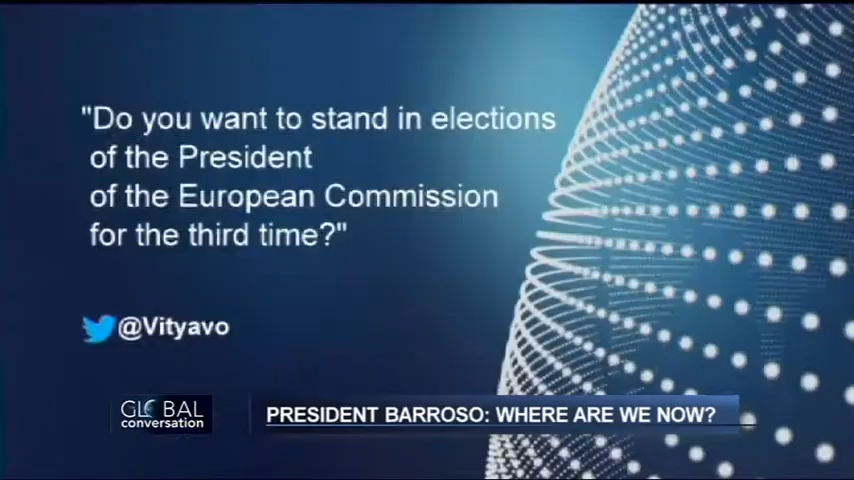 "Do you want to stand in elections
of the President
of the European Commission
for the third time?"
@Vityavo
GLOBAL
conversation
PRESIDENT BARROSO: WHERE ARE WE NOW?